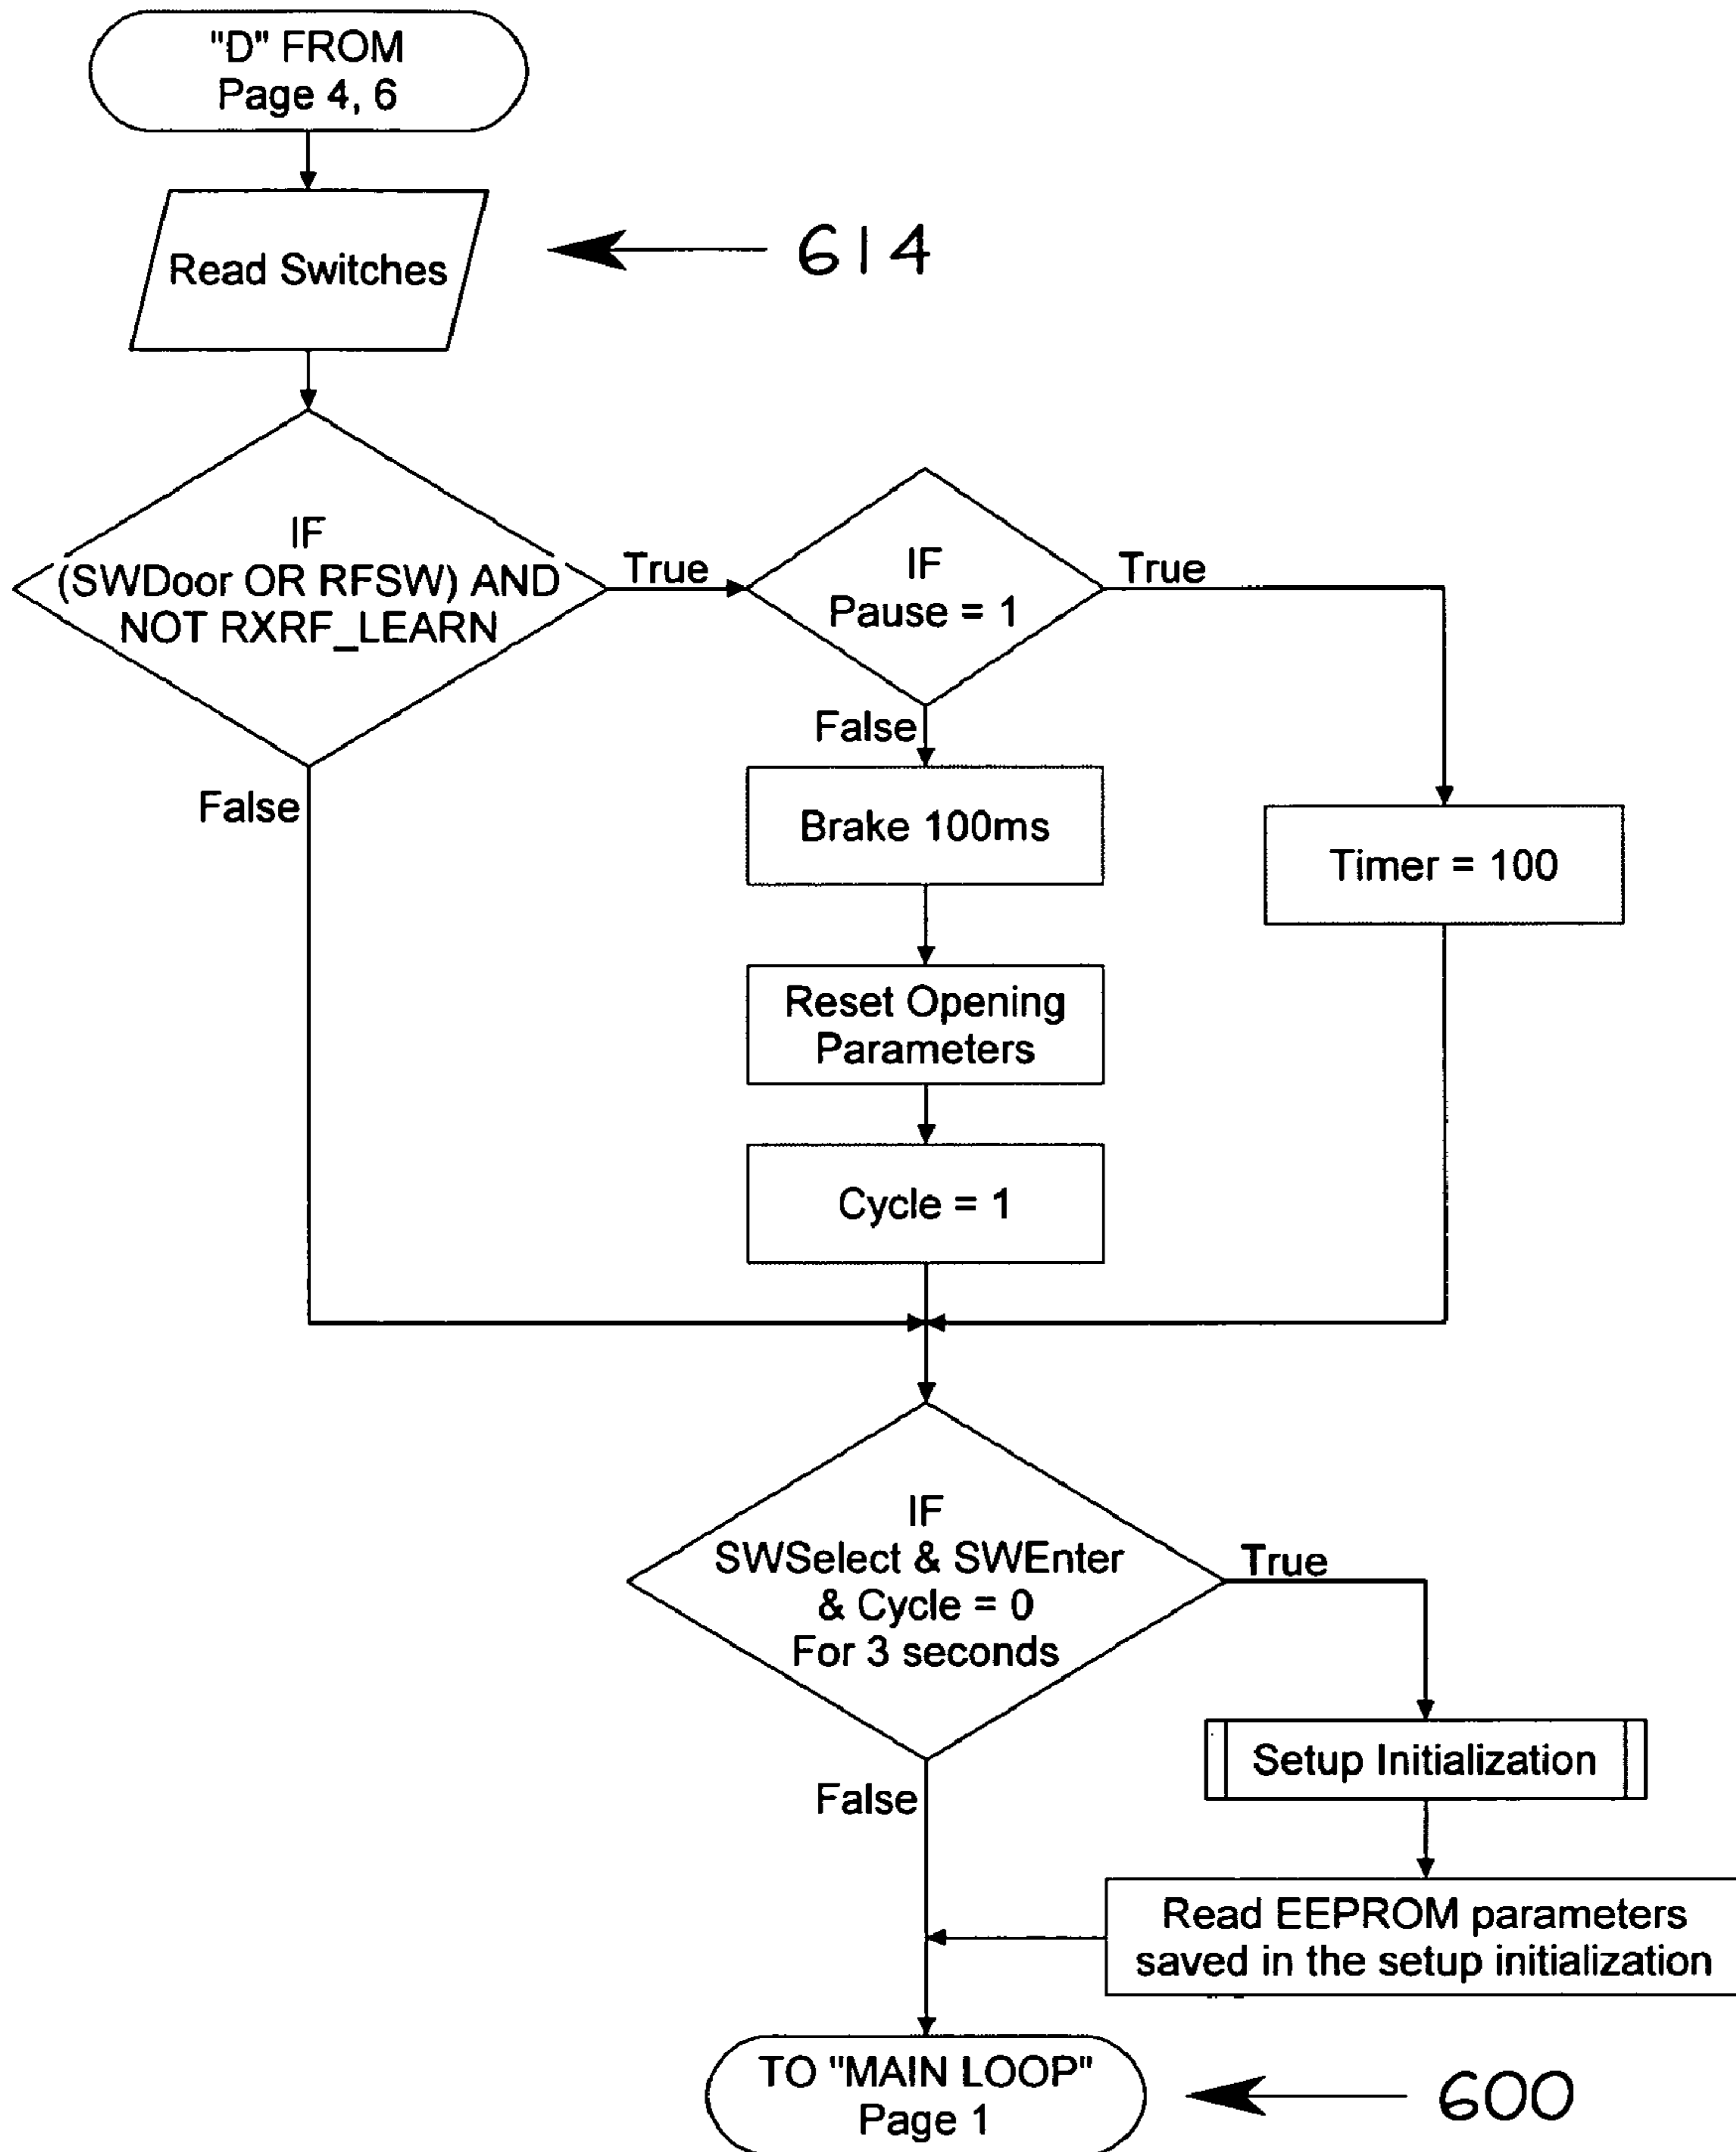 "D" FROM
Page 4, 6
Read Switches
614
IF
(SWDoor OR RFSW) AND
NOT RXRF_LEARN
True
False
IF
Pause = 1
True
False
Brake 100ms
Timer = 100
Reset Opening
Parameters
Cycle = 1
IF
SWSelect & SWEnter
& Cycle = 0
For 3 seconds
True
False
Setup Initialization
Read EEPROM parameters
saved in the setup initialization
TO "MAIN LOOP"
Page 1
600